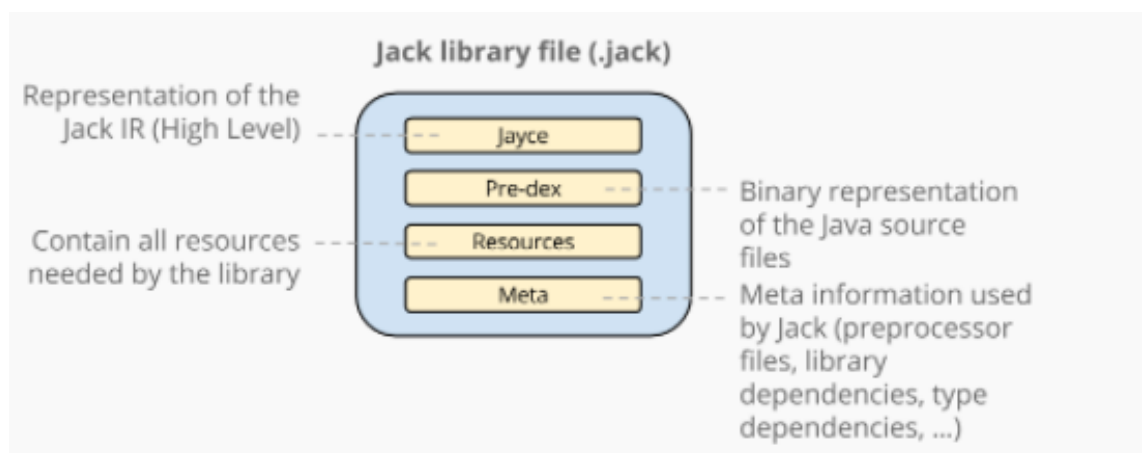 Jack library file (.jack)
Representation of the
Jack IR (High Level)
Jayce
Pre-dex
Binary representation
of the Java source
files
Contain all resources
needed by the library
Resources
Meta
Meta information used
by Jack (preprocessor
files, library
dependencies, type
dependencies, ...)